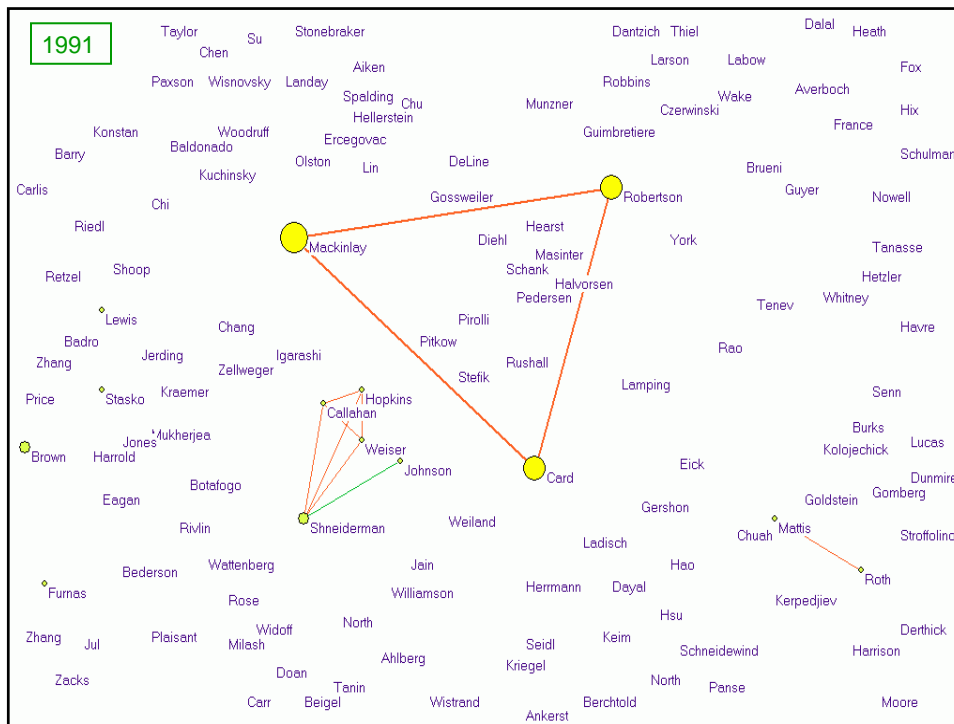 1991
Taylor
Su
Stonebraker
Dantzich
Thiel
Dalal
Heath
Chen
Aiken
Larson
Labow
Fox
Paxson
Wisnovsky
Landay
Robbins
Averboch
Spalding
Chu
Munzner
Wake
Czerwinski
Hix
Hellerstein
France
Konstan
Woodruff
Guimbretiere
Ercegovac
Baldonado
Barry
Olston
Lin
DeLine
Brueni
Schulman
Kuchinsky
Carlis
Guyer
Chi
Gossweiler
Robertson
Nowell
Riedl
Hearst
Diehl
York
Mackinlay
Tanasse
Masinter
Shoop
Schank
Retzel
Halvorsen
Hetzler
Pedersen
Whitney
Tenev
Lewis
Pirolli
Chang
Havre
Badro
Pitkow
Rao
Jerding
Igarashi
Zhang
Zellweger
Rushall
Stefik
Lamping
Kraemer
Senn
Price
Stasko
Hopkins
Callahan
Burks
Mukherjea
Jones
Lucas
Weiser
Kolojechick
Brown
Harrold
Johnson
Card
Eick
Dunmire
Botafogo
Gomberg
Eagan
Goldstein
Gershon
Shneiderman
Weiland
Rivlin
Mattis
Chuah
Stroffolino
Ladisch
Wattenberg
Jain
Hao
Bederson
Roth
Furnas
Williamson
Herrmann
Dayal
Rose
Kerpedjiev
Hsu
North
Widoff
Derthick
Zhang
Jul
Plaisant
Milash
Seidl
Keim
Schneidewind
Harrison
Ahlberg
Kriegel
Doan
Zacks
Tanin
North
Panse
Carr
Beigel
Wistrand
Berchtold
Moore
Ankerst